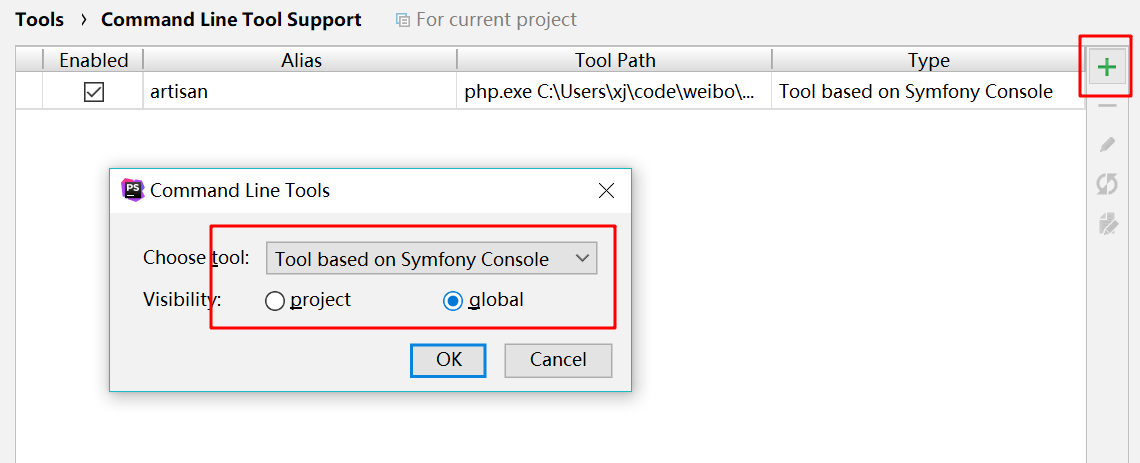 Tools › Command Line Tool Support For current project
Enabled Alias Tool Path Type
artisan php.exe C:\Users\xj\code\weibo\... Tool based on Symfony Console
PS Command Line Tools
Choose tool: Tool based on Symfony Console
Visibility: project global
OK Cancel